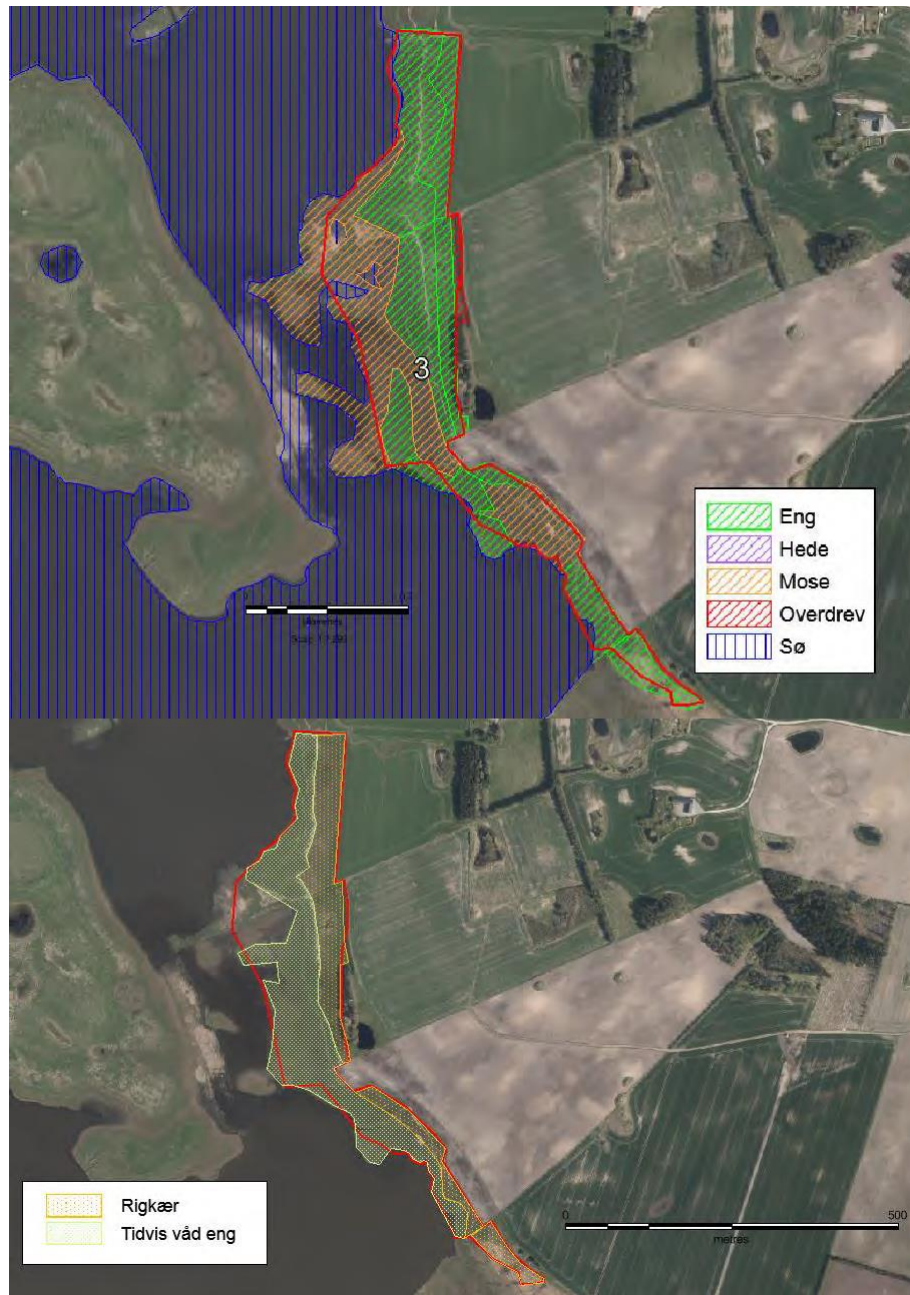 3
Eng
Hede
Mose
Overdrev
Sø
Rigkær
Tidvis våd eng
0 500
metres